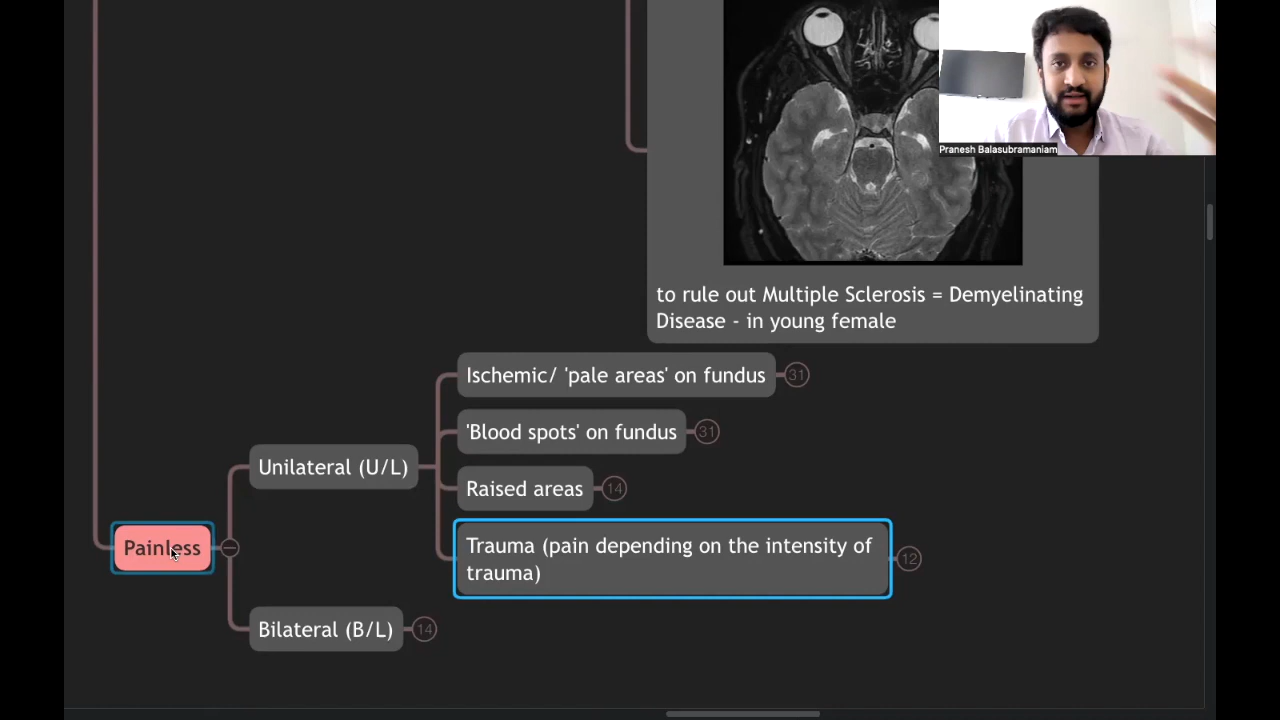 Pranesh Balasubramaniam
to rule out Multiple Sclerosis = Demyelinating
Disease - in young female
Ischemic/ 'pale areas' on fundus
31
'Blood spots' on fundus
31
Unilateral (U/L)
Raised areas
14
Painless
Trauma (pain depending on the intensity of
trauma)
12
Bilateral (B/L)
14